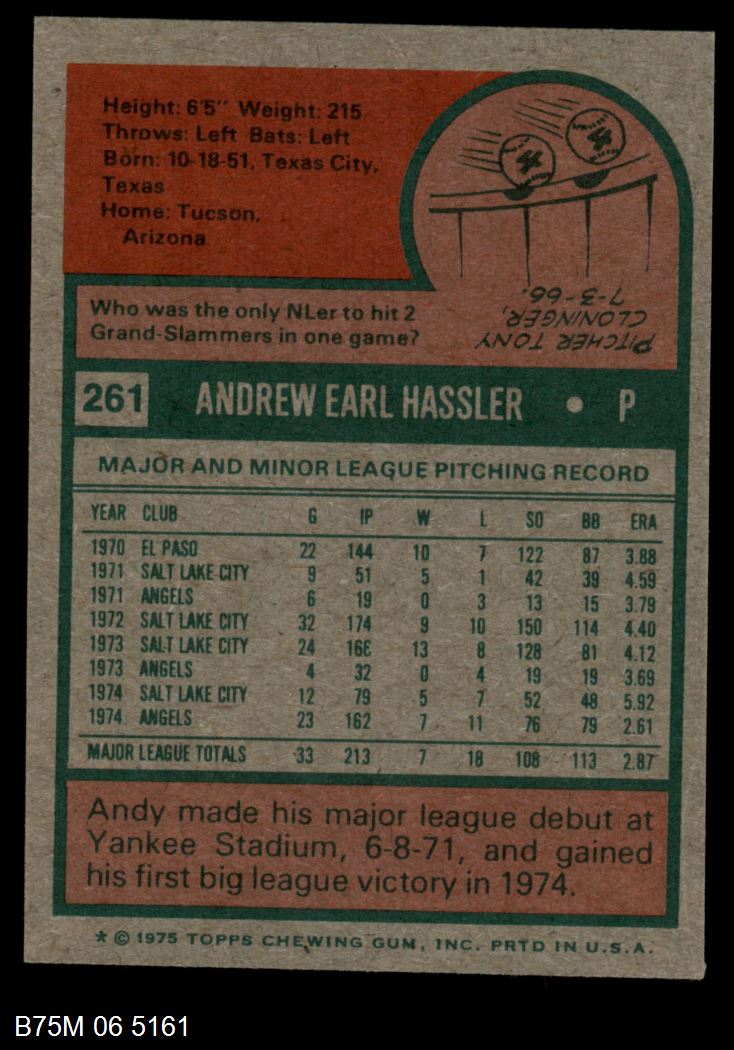 Height: 6'5" Weight: 215
Throws: Left Bats: Left
Born: 10-18-51, Texas City,
Texas
Home: Tucson,
Arizona
Who was the only NLer to hit 2
Grand-Slammers in one game?
PITCHER TONY
CLONINGER,
7-3-66.
261 ANDREW EARL HASSLER • P
MAJOR AND MINOR LEAGUE PITCHING RECORD
YEAR CLUB G IP W L SO BB ERA
1970 EL PASO 22 144 10 7 122 87 3.88
1971 SALT LAKE CITY 9 51 5 1 42 39 4.59
1971 ANGELS 6 19 0 3 13 15 3.79
1972 SALT LAKE CITY 32 174 9 10 150 114 4.40
1973 SALT LAKE CITY 24 166 13 8 128 81 4.12
1973 ANGELS 4 32 0 4 19 19 3.69
1974 SALT LAKE CITY 12 79 5 7 52 48 5.92
1974 ANGELS 23 162 7 11 76 79 2.61
MAJOR LEAGUE TOTALS 33 213 7 18 108 113 2.87
Andy made his major league debut at
Yankee Stadium, 6-8-71, and gained
his first big league victory in 1974.
* © 1975 TOPPS CHEWING GUM, INC. PRTD IN U.S.A.
B75M 06 5161